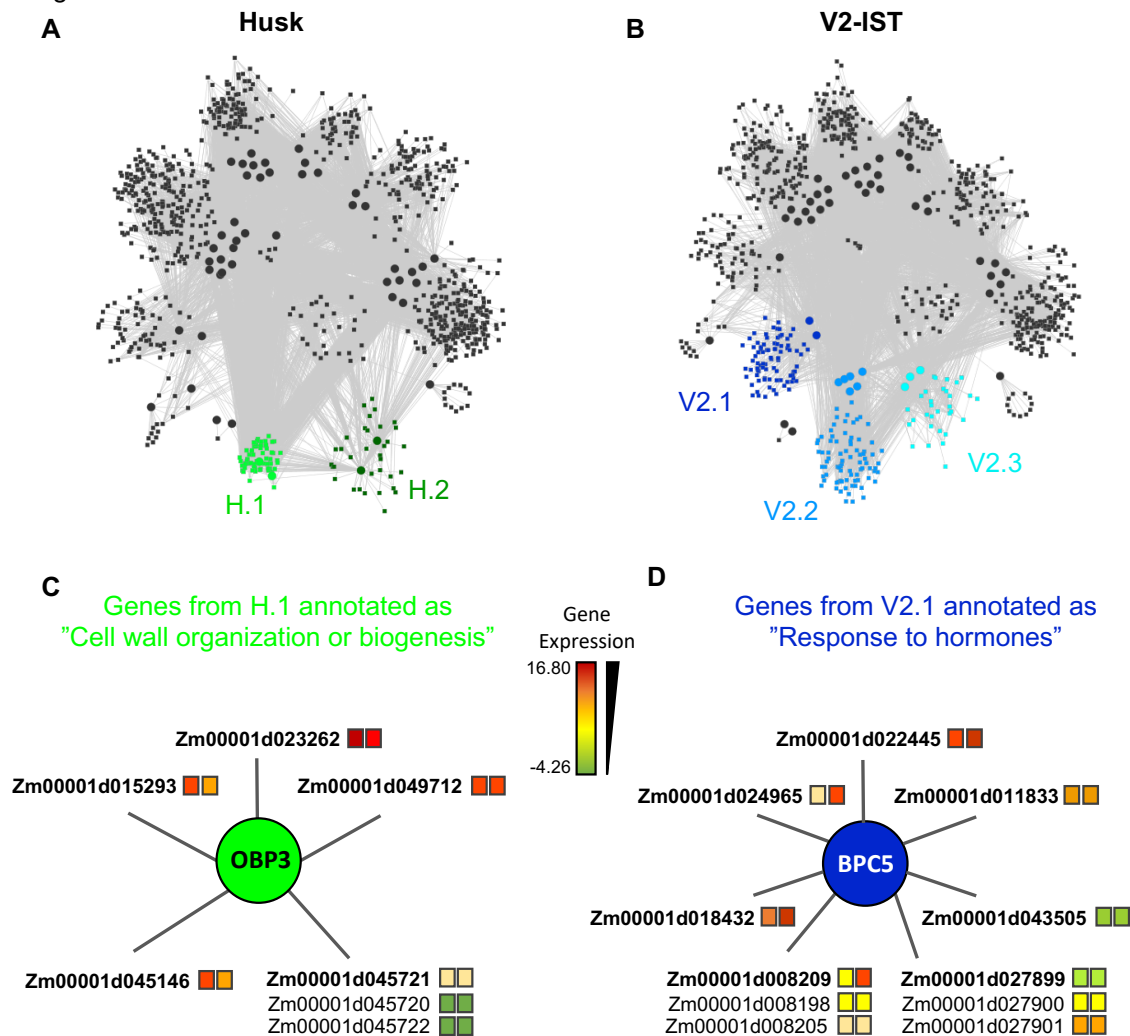 A
Husk
B
V2-IST
H.1
H.2
V2.1
V2.2
V2.3
C
Genes from H.1 annotated as
”Cell wall organization or biogenesis”
Gene
Expression
16.80
-4.26
D
Genes from V2.1 annotated as
”Response to hormones”
Zm00001d023262
Zm00001d015293
Zm00001d049712
OBP3
Zm00001d045146
Zm00001d045721
Zm00001d045720
Zm00001d045722
Zm00001d022445
Zm00001d024965
Zm00001d011833
BPC5
Zm00001d018432
Zm00001d043505
Zm00001d008209
Zm00001d008198
Zm00001d008205
Zm00001d027899
Zm00001d027900
Zm00001d027901